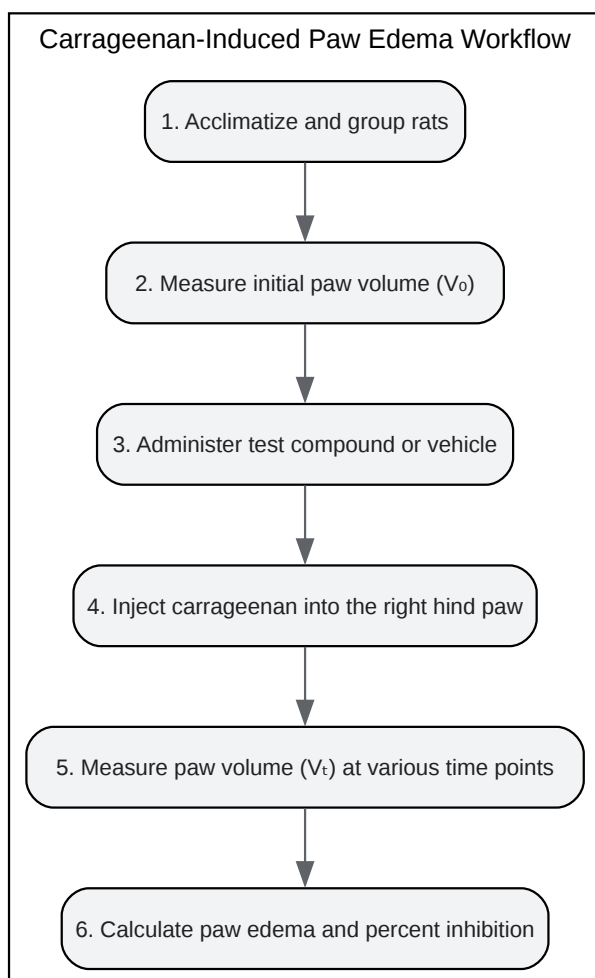 Carrageenan-Induced Paw Edema Workflow
1. Acclimatize and group rats
2. Measure initial paw volume (V₀)
3. Administer test compound or vehicle
4. Inject carrageenan into the right hind paw
5. Measure paw volume (Vₜ) at various time points
6. Calculate paw edema and percent inhibition